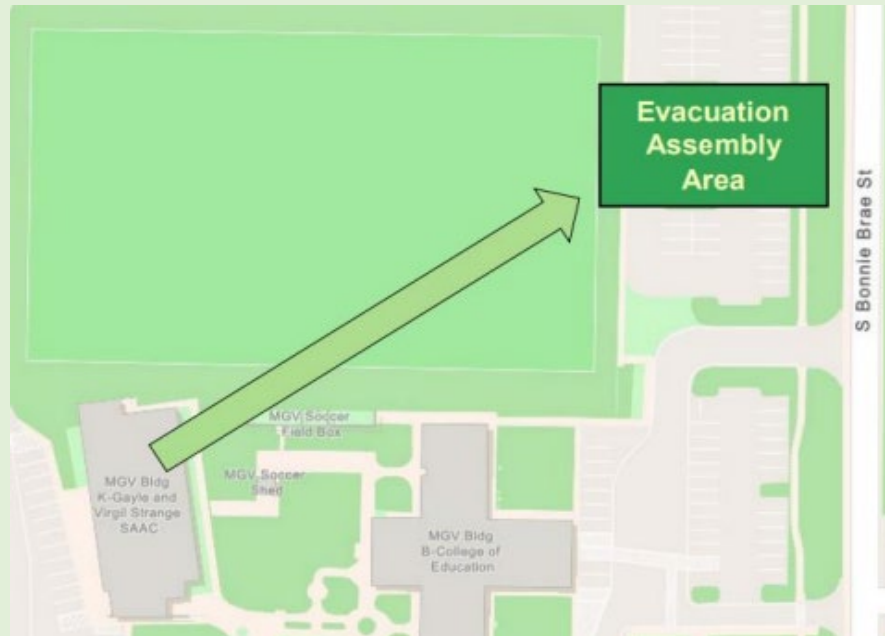 Evacuation
Assembly
Area
S Bonnie Brae St
MGV Soccer
Field Box
MGV Soccer
Shed
MGV Bldg
K-Gayle and
Virgil Strange
SAAC
MGV Bldg
B-College of
Education